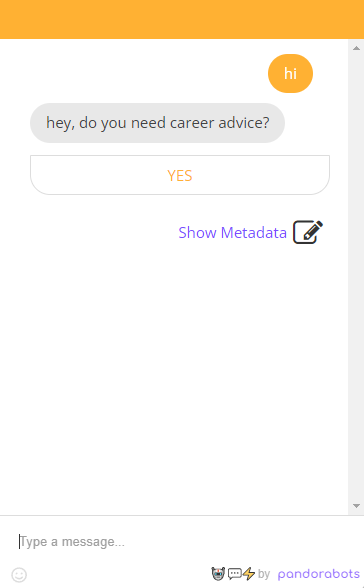 hi
hey, do you need career advice?
YES
Show Metadata
Type a message...
by pandorabots